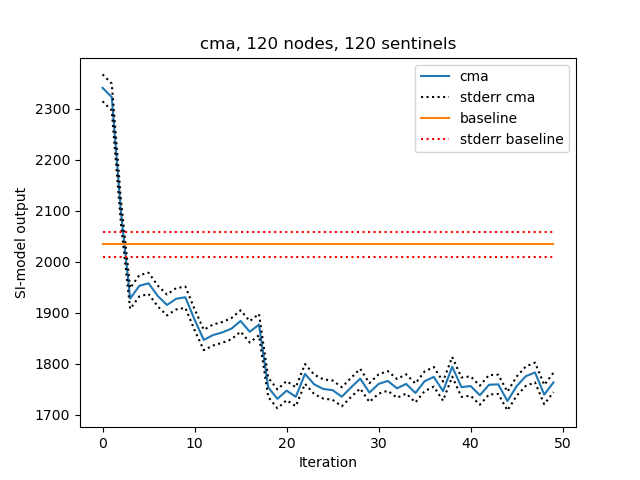 cma, 120 nodes, 120 sentinels
cma
stderr cma
baseline
stderr baseline
SI-model output
2300
2200
2100
2000
1900
1800
1700
0 10 20 30 40 50
Iteration